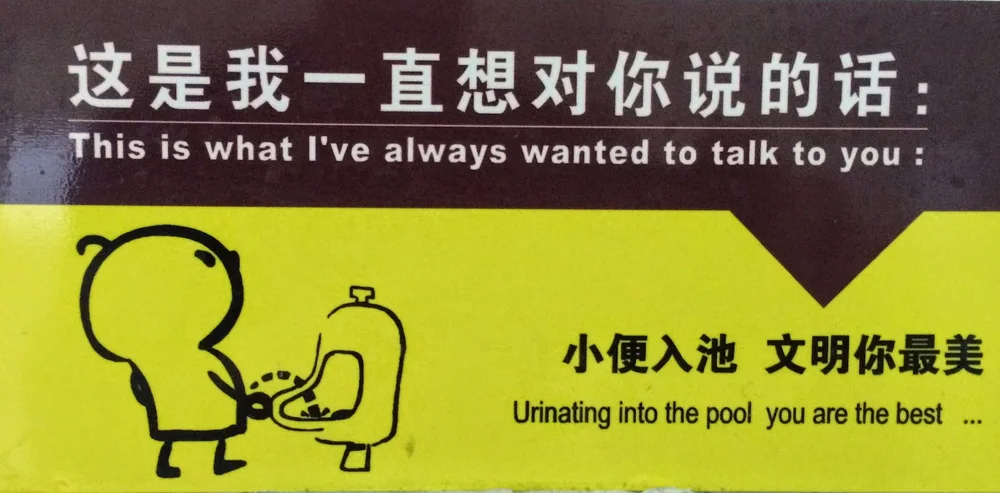 这是我一直想对你说的话：
This is what I've always wanted to talk to you :
小便入池 文明你最美
Urinating into the pool you are the best ...